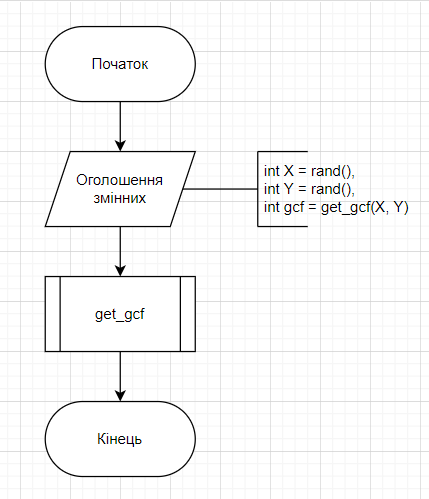 Початок
Оголошення
змінних
int X = rand(),
int Y = rand(),
int gcf = get_gcf(X, Y)
get_gcf
Кінець